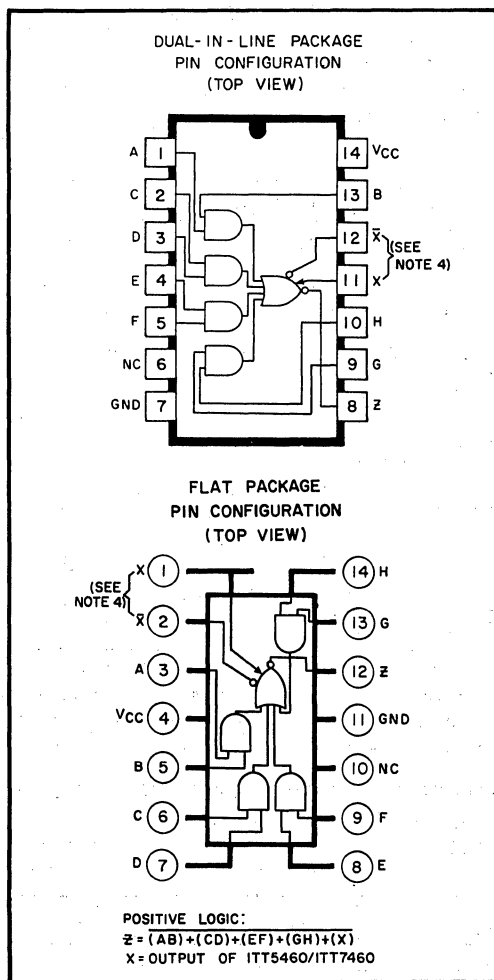 DUAL-IN-LINE PACKAGE
PIN CONFIGURATION
(TOP VIEW)
A 1
14 VCC
C 2
13 B
D 3
12 X̅
(SEE NOTE 4)
E 4
11 X
F 5
10 H
NC 6
9 G
GND 7
8 Z
FLAT PACKAGE
PIN CONFIGURATION
(TOP VIEW)
X 1
14 H
(SEE NOTE 4)
X̅ 2
13 G
A 3
12 Z
VCC 4
11 GND
B 5
10 NC
C 6
9 F
D 7
8 E
POSITIVE LOGIC:
Z = (AB)+(CD)+(EF)+(GH)+(X)
X = OUTPUT OF ITT5460/ITT7460